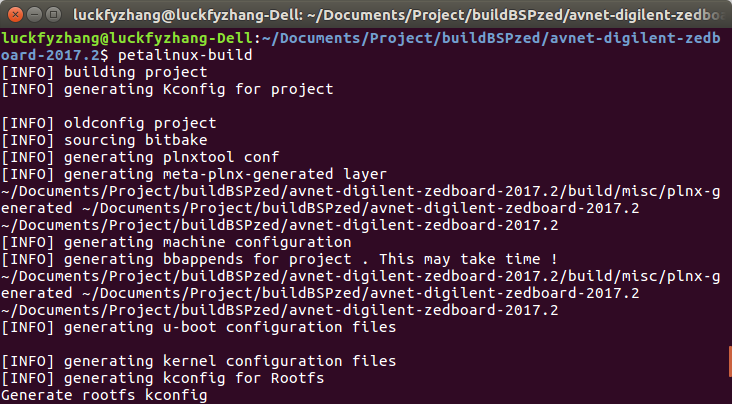 luckfyzhang@luckfyzhang-Dell: ~/Documents/Project/buildBSPzed/avnet-digilent-zedboa
luckfyzhang@luckfyzhang-Dell:~/Documents/Project/buildBSPzed/avnet-digilent-zedb
oard-2017.2$ petalinux-build
[INFO] building project
[INFO] generating Kconfig for project
[INFO] oldconfig project
[INFO] sourcing bitbake
[INFO] generating plnxtool conf
[INFO] generating meta-plnx-generated layer
~/Documents/Project/buildBSPzed/avnet-digilent-zedboard-2017.2/build/misc/plnx-g
enerated ~/Documents/Project/buildBSPzed/avnet-digilent-zedboard-2017.2
~/Documents/Project/buildBSPzed/avnet-digilent-zedboard-2017.2
[INFO] generating machine configuration
[INFO] generating bbappends for project . This may take time !
~/Documents/Project/buildBSPzed/avnet-digilent-zedboard-2017.2/build/misc/plnx-g
enerated ~/Documents/Project/buildBSPzed/avnet-digilent-zedboard-2017.2
~/Documents/Project/buildBSPzed/avnet-digilent-zedboard-2017.2
[INFO] generating u-boot configuration files
[INFO] generating kernel configuration files
[INFO] generating kconfig for Rootfs
Generate rootfs kconfig